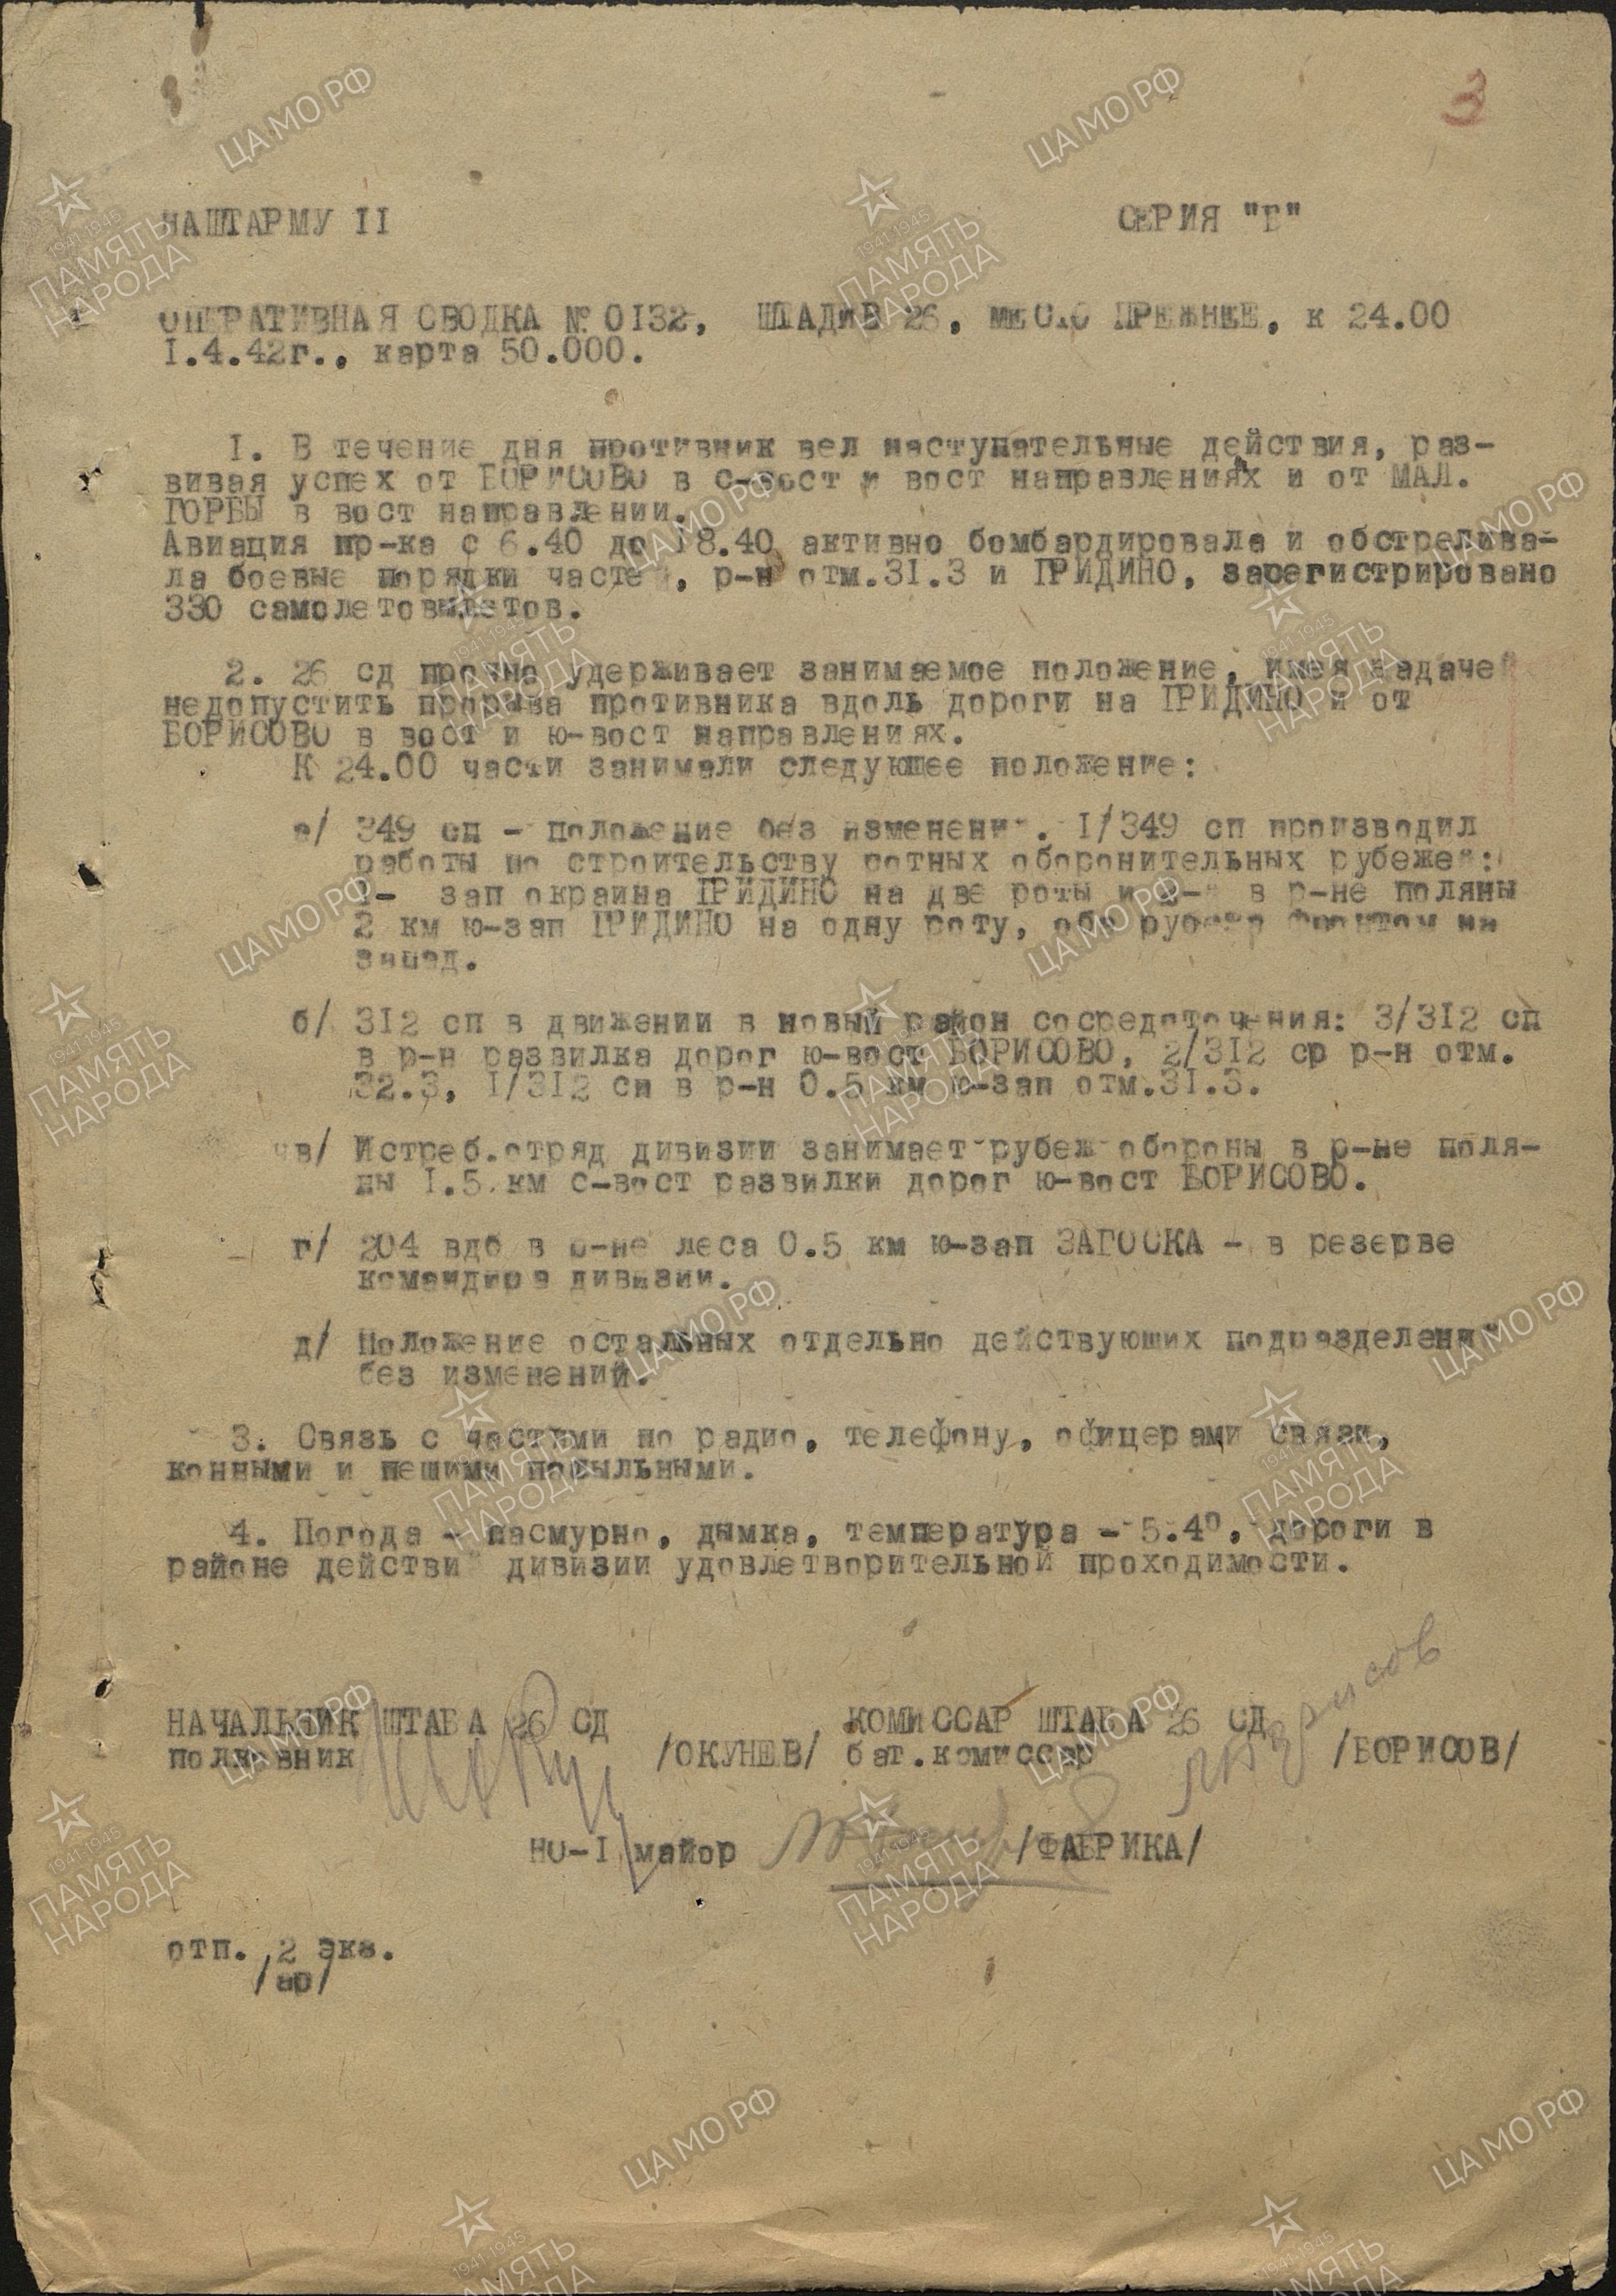 3
НАШТАРМУ II
СЕРИЯ "Б"
ОПЕРАТИВНАЯ СВОДКА № 0132, ШТАДИВ 26, МЕСТО ПРЕЖНЕЕ, к 24.00
I.4.42г., карта 50.000.
I. В течение дня противник вел наступательные действия, раз-
вивая успех от БОРИСОВО в с-вост и вост направлениях и от МАЛ.
ГОРБЫ в вост направлении.
Авиация пр-ка с 6.40 до 18.40 активно бомбардировала и обстрелива-
ла боевые порядки частей, р-н отм.31.3 и ГРИДИНО, зарегистрировано
330 самолетовылетов.
2. 26 сд прочно удерживает занимаемое положение, имея задачей
недопустить прорыва противника вдоль дороги на ГРИДИНО и от
БОРИСОВО в вост и ю-вост направлениях.
К 24.00 части занимали следующее положение:
а/ 349 сп - положение без изменений. I/349 сп производил
работы по строительству ротных оборонительных рубежей:
I- зап окраина ГРИДИНО на две роты и 2-й в р-не поляны
2 км ю-зап ГРИДИНО на одну роту, оба рубежа фронтом на
запад.
б/ 312 сп в движении в новый район сосредоточения: 3/312 сп
в р-н развилка дорог ю-вост БОРИСОВО, 2/312 ср р-н отм.
32.3, I/312 сп в р-н 0.5 км ю-зап отм.31.3.
в/ Истреб.отряд дивизии занимает рубеж обороны в р-не поля-
ны I.5 км с-вост развилки дорог ю-вост БОРИСОВО.
г/ 204 вдб в р-не леса 0.5 км ю-зап ЗАГОСКА - в резерве
командира дивизии.
д/ Положение остальных отдельно действующих подразделений
без изменений.
3. Связь с частями по радио, телефону, офицерами связи,
конными и пешими посыльными.
4. Погода - пасмурно, дымка, температура - 5.4°, дороги в
районе действий дивизии удовлетворительной проходимости.
НАЧАЛЬНИК ШТАБА 26 СД
КОМИССАР ШТАБА 26 СД
полковник /ОКУНЕВ/ бат.комиссар /БОРИСОВ/
НО-I майор /ФАБРИКА/
отп. 2 экз.
/ар/
ЦА МО РФ
1941-1945
ПАМЯТЬ
НАРОДА